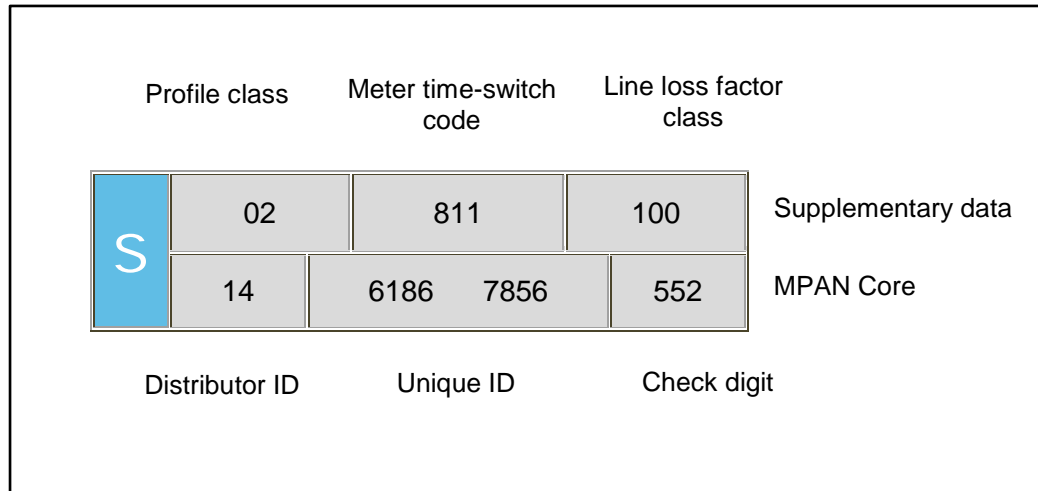 Profile class Meter time-switch code Line loss factor class
S 02 811 100 Supplementary data
14 6186 7856 552 MPAN Core
Distributor ID Unique ID Check digit